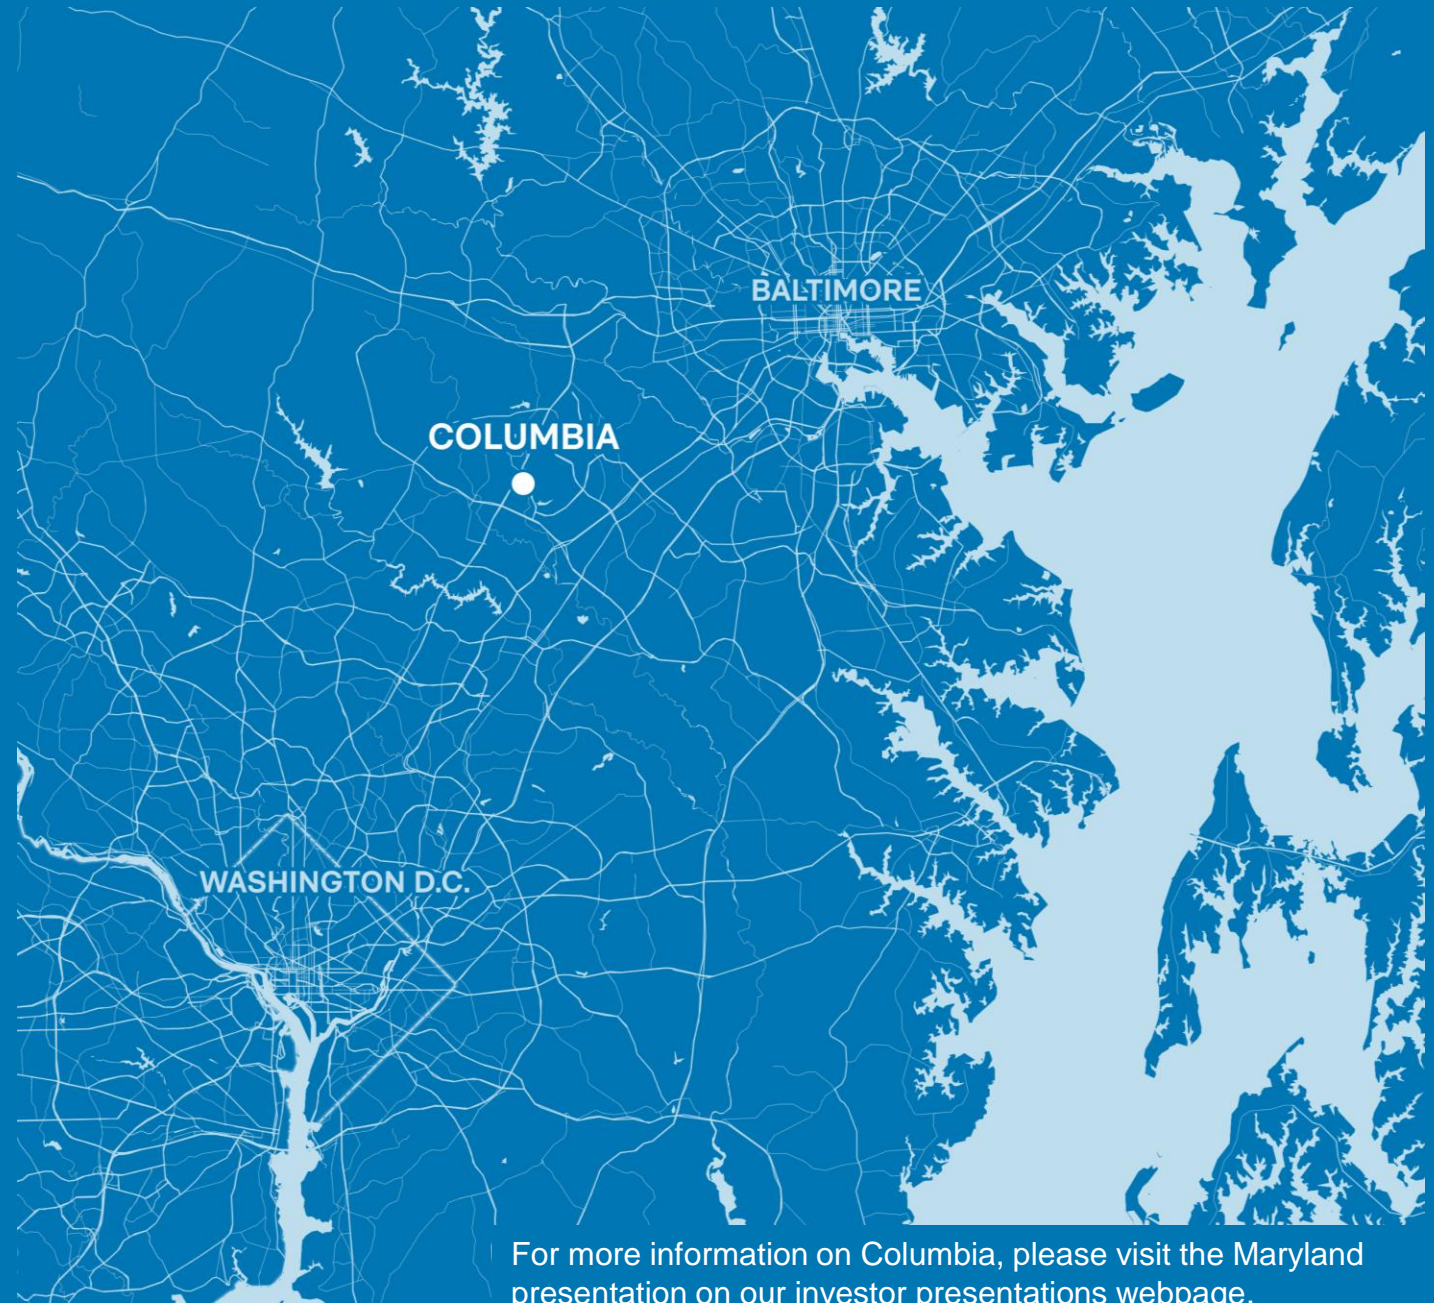 BALTIMORE
COLUMBIA
WASHINGTON D.C.
For more information on Columbia, please visit the Maryland
presentation on our investor presentations webpage.